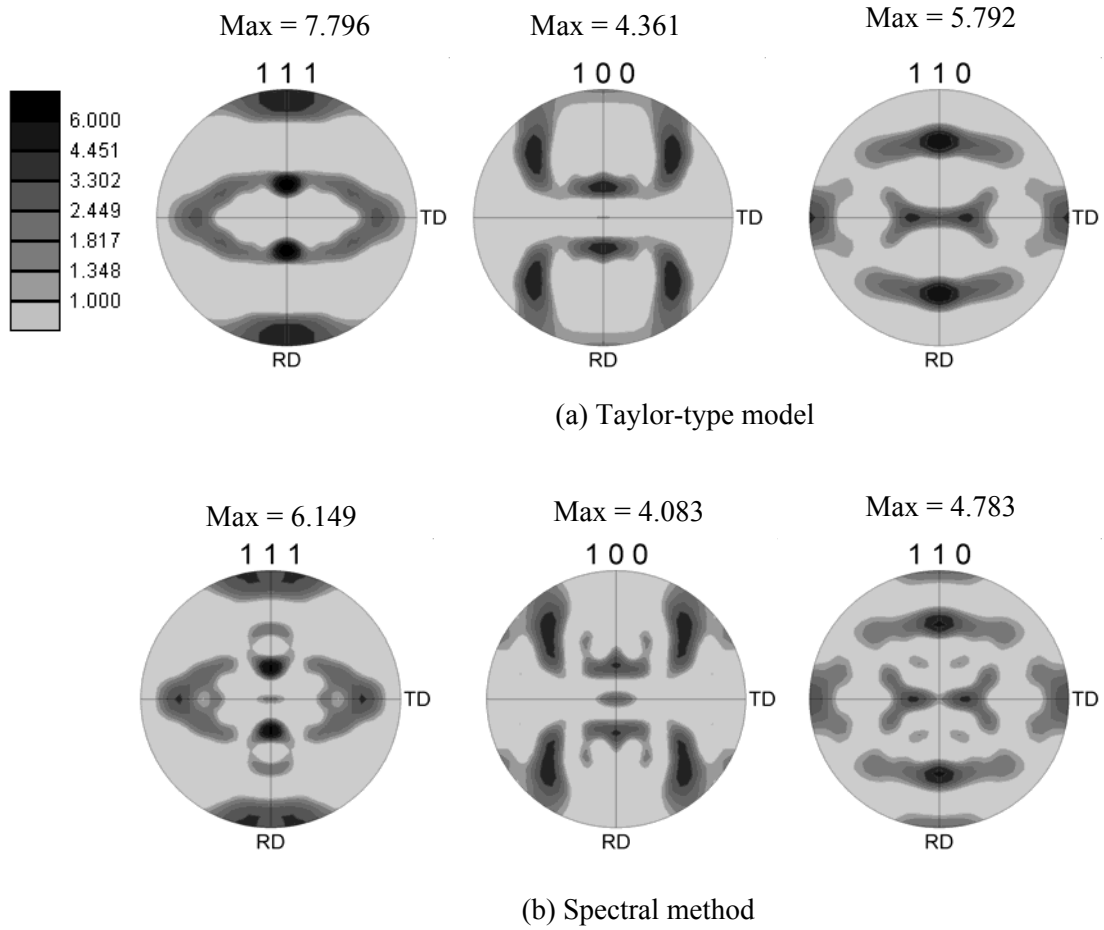 Max = 7.796
Max = 4.361
Max = 5.792
1 1 1
1 0 0
1 1 0
6.000
4.451
3.302
2.449
1.817
1.348
1.000
TD
TD
TD
RD
RD
RD
(a) Taylor-type model
Max = 6.149
Max = 4.083
Max = 4.783
1 1 1
1 0 0
1 1 0
TD
TD
TD
RD
RD
RD
(b) Spectral method